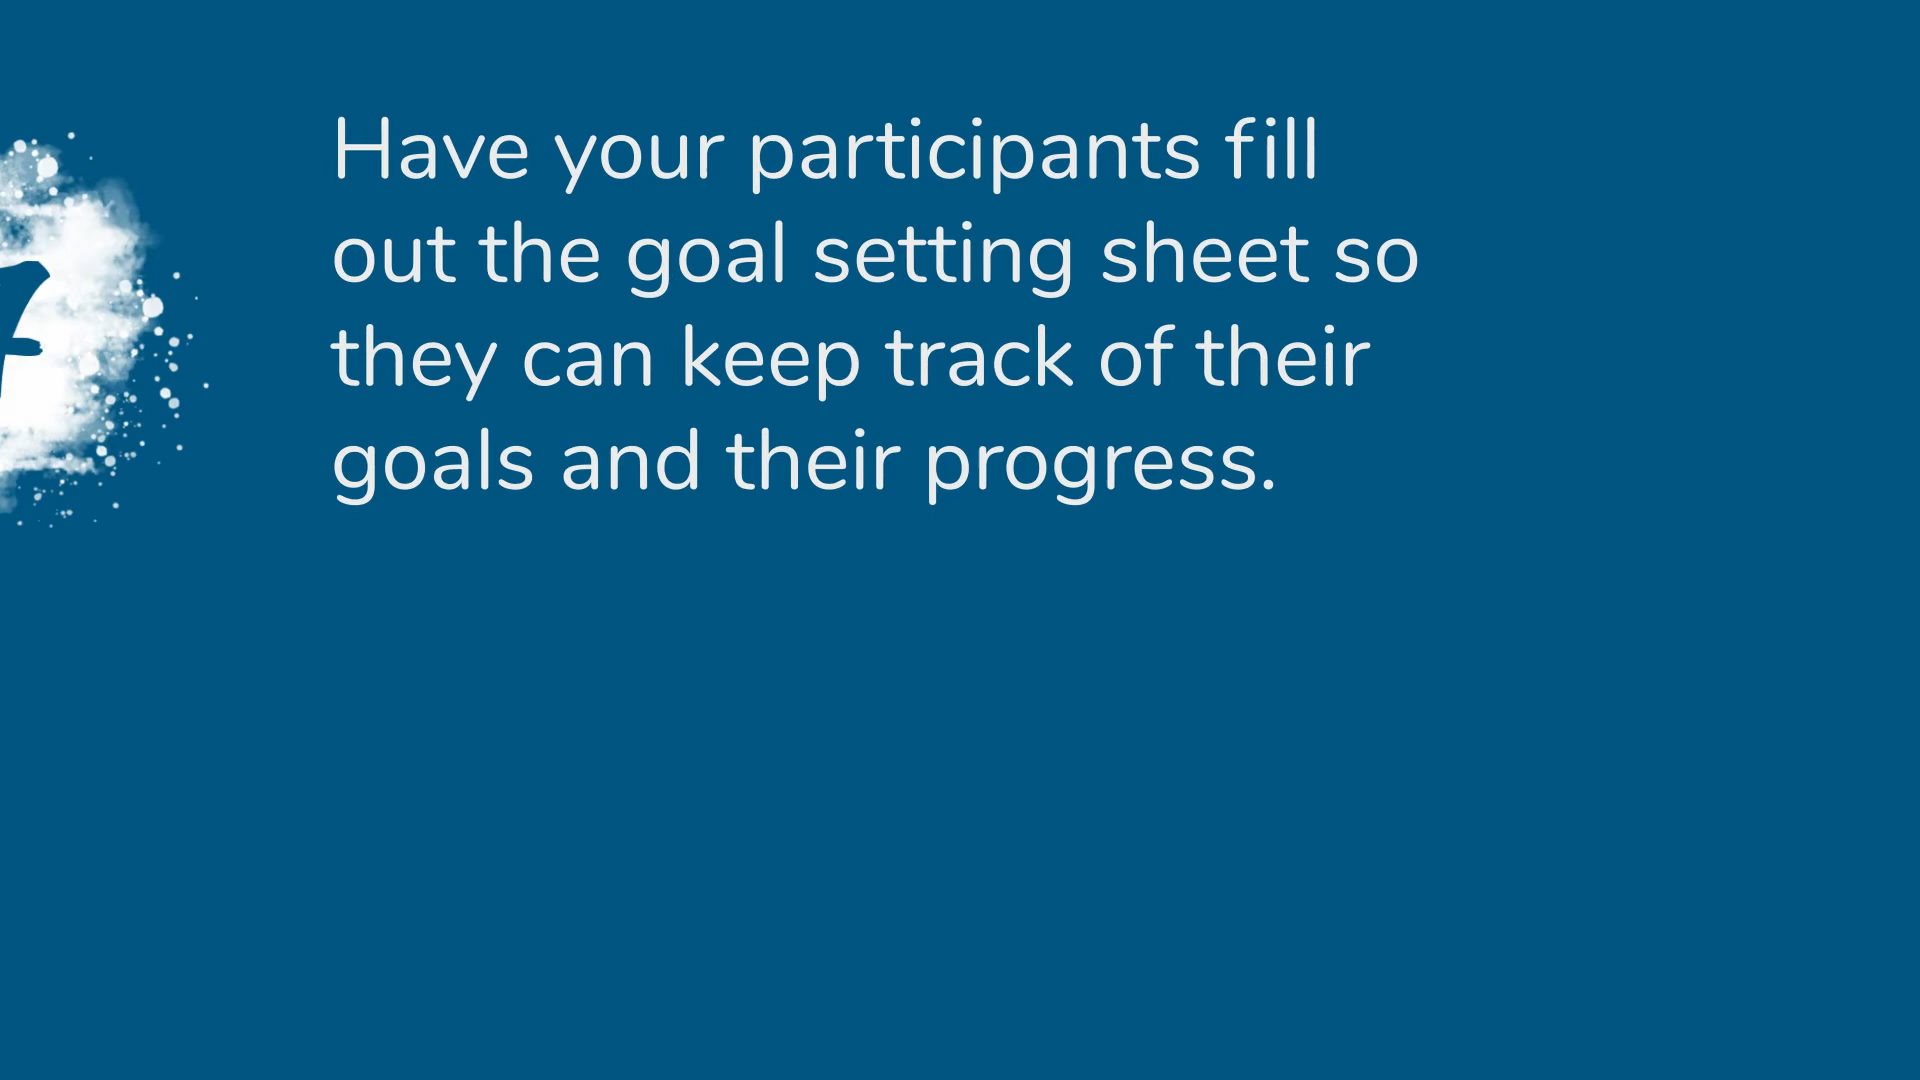 Have your participants fill
out the goal setting sheet so
they can keep track of their
goals and their progress.